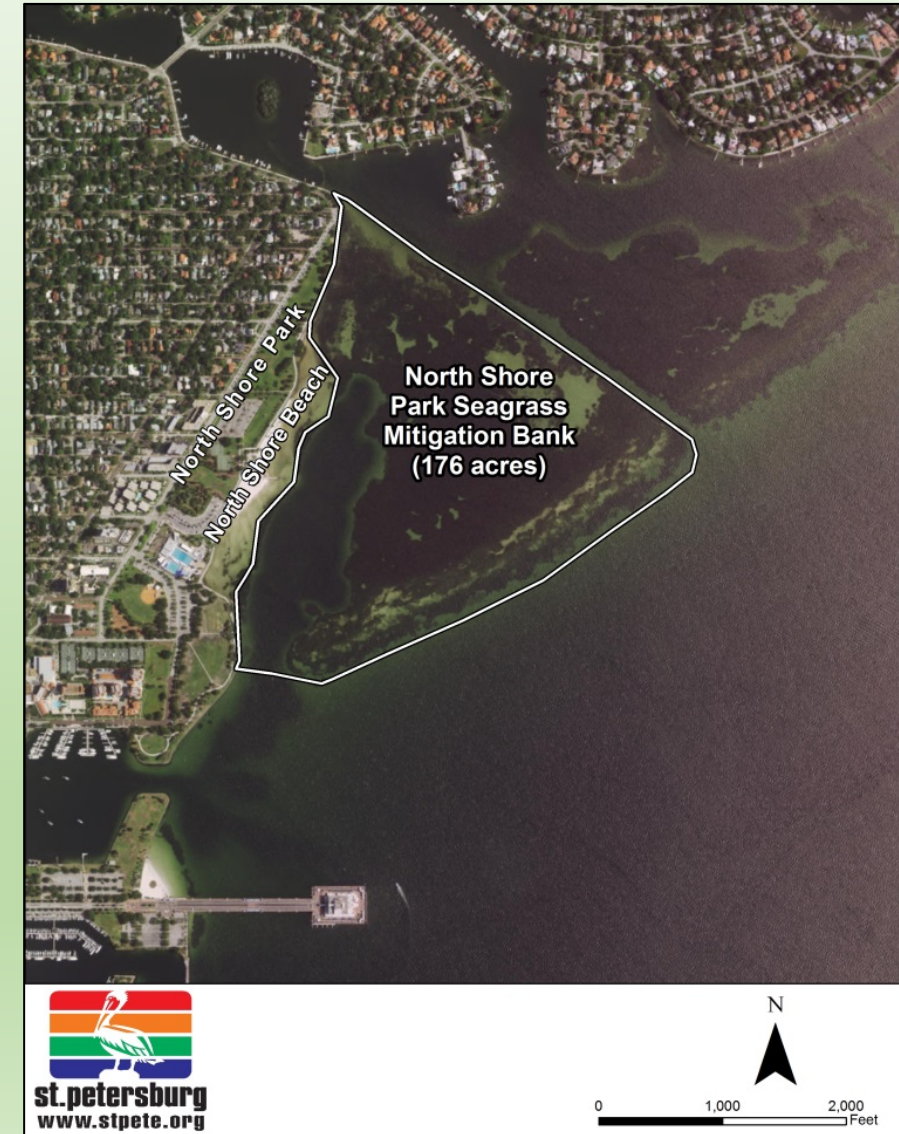 North Shore Park
North Shore Beach
North Shore
Park Seagrass
Mitigation Bank
(176 acres)
st.petersburg
www.stpete.org
N
0 1,000 2,000
Feet